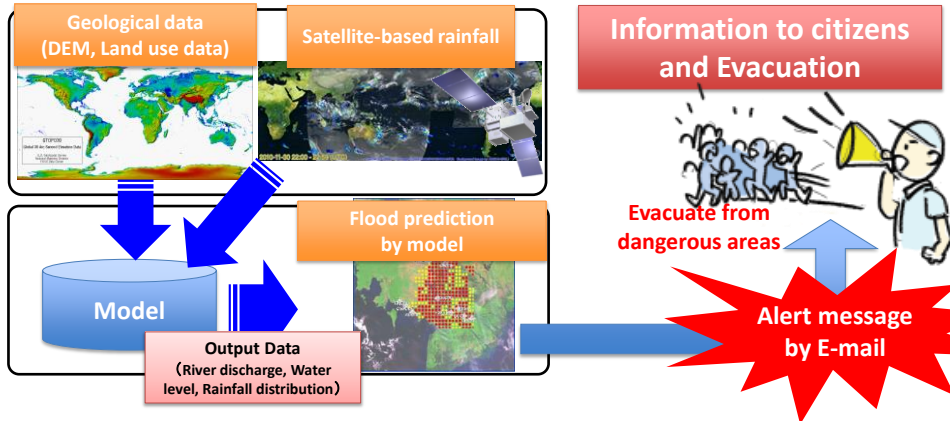 Geological data
(DEM, Land use data)
Satellite-based rainfall
Information to citizens
and Evacuation
GTOPO30
Evacuate from
dangerous areas
Flood prediction
by model
Model
Output Data
(River discharge, Water
level, Rainfall distribution)
Alert message
by E-mail